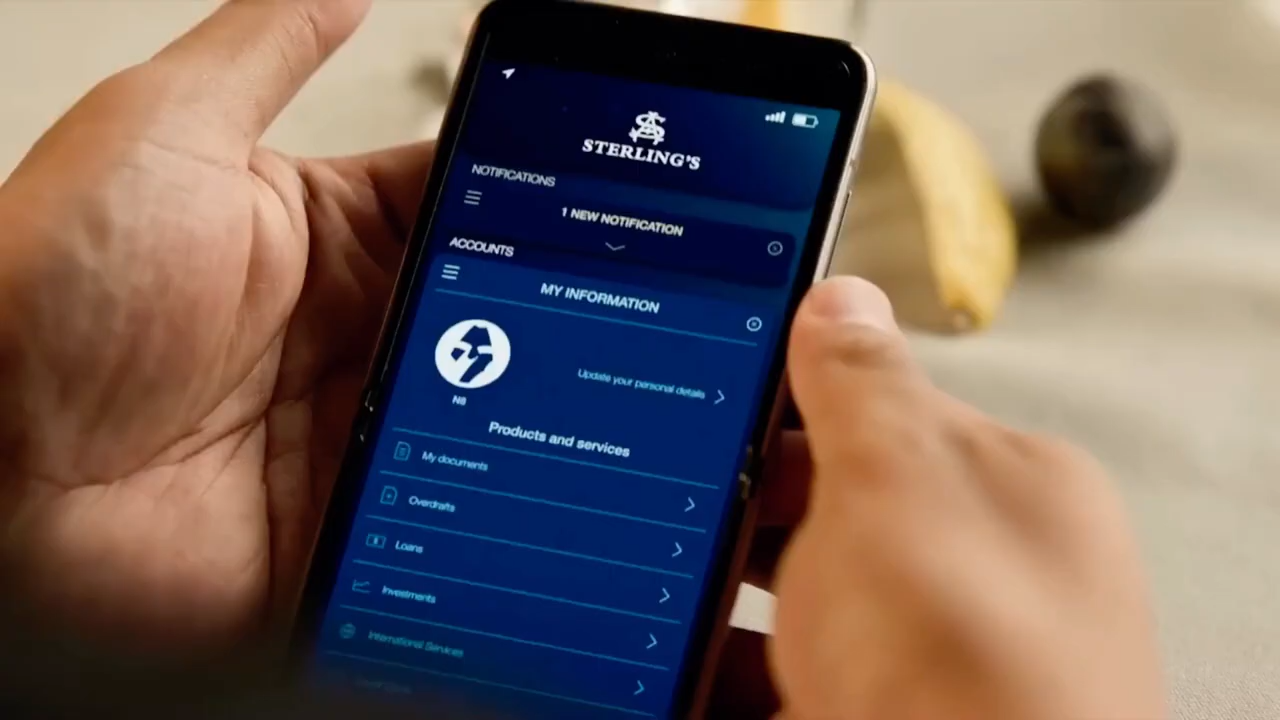 STERLING'S
NOTIFICATIONS
1 NEW NOTIFICATION
ACCOUNTS
MY INFORMATION
Update your personal details
N8
Products and services
My documents
Overdrafts
Loans
Investments
International Services